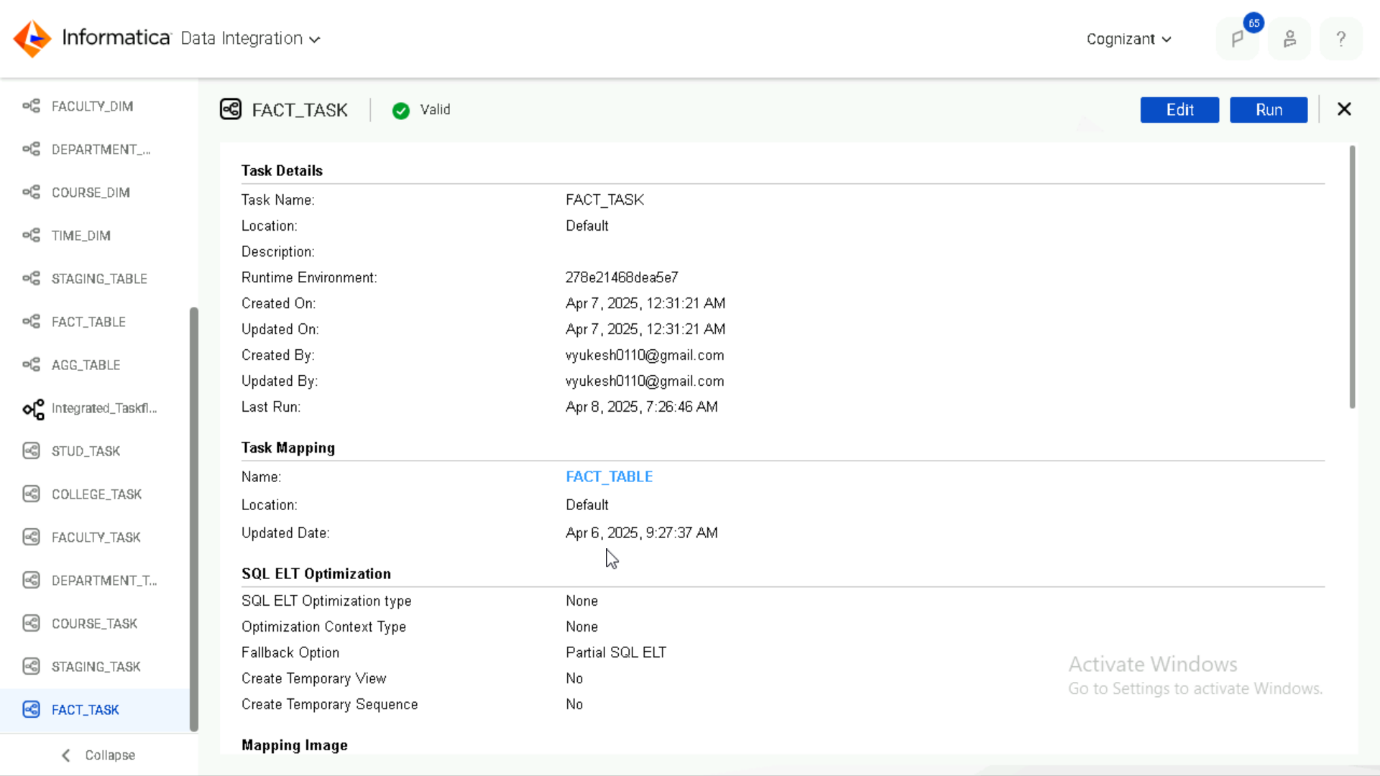 Informatica Data Integration
Cognizant
65
?
FACULTY_DIM
DEPARTMENT_...
COURSE_DIM
TIME_DIM
STAGING_TABLE
FACT_TABLE
AGG_TABLE
Integrated_Taskfl...
STUD_TASK
COLLEGE_TASK
FACULTY_TASK
DEPARTMENT_T...
COURSE_TASK
STAGING_TASK
FACT_TASK
Collapse
FACT_TASK Valid Edit Run
Task Details
Task Name: FACT_TASK
Location: Default
Description:
Runtime Environment: 278e21468dea5e7
Created On: Apr 7, 2025, 12:31:21 AM
Updated On: Apr 7, 2025, 12:31:21 AM
Created By: vyukesh0110@gmail.com
Updated By: vyukesh0110@gmail.com
Last Run: Apr 8, 2025, 7:26:46 AM
Task Mapping
Name: FACT_TABLE
Location: Default
Updated Date: Apr 6, 2025, 9:27:37 AM
SQL ELT Optimization
SQL ELT Optimization type None
Optimization Context Type None
Fallback Option Partial SQL ELT
Create Temporary View No
Create Temporary Sequence No
Mapping Image
Activate Windows
Go to Settings to activate Windows.